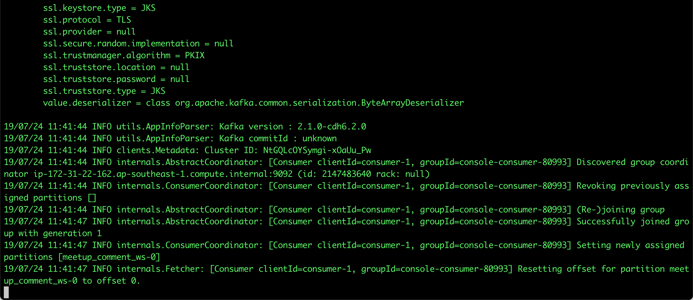 ssl.keystore.type = JKS
ssl.protocol = TLS
ssl.provider = null
ssl.secure.random.implementation = null
ssl.trustmanager.algorithm = PKIX
ssl.truststore.location = null
ssl.truststore.password = null
ssl.truststore.type = JKS
value.deserializer = class org.apache.kafka.common.serialization.ByteArrayDeserializer
19/07/24 11:41:44 INFO utils.AppInfoParser: Kafka version : 2.1.0-cdh6.2.0
19/07/24 11:41:44 INFO utils.AppInfoParser: Kafka commitId : unknown
19/07/24 11:41:44 INFO clients.Metadata: Cluster ID: NtGQLcOYSymgi-xOaUu_Pw
19/07/24 11:41:44 INFO internals.AbstractCoordinator: [Consumer clientId=consumer-1, groupId=console-consumer-80993] Discovered group coordi
nator ip-172-31-22-162.ap-southeast-1.compute.internal:9092 (id: 2147483640 rack: null)
19/07/24 11:41:44 INFO internals.ConsumerCoordinator: [Consumer clientId=consumer-1, groupId=console-consumer-80993] Revoking previously ass
igned partitions []
19/07/24 11:41:44 INFO internals.AbstractCoordinator: [Consumer clientId=consumer-1, groupId=console-consumer-80993] (Re-)joining group
19/07/24 11:41:47 INFO internals.AbstractCoordinator: [Consumer clientId=consumer-1, groupId=console-consumer-80993] Successfully joined gro
up with generation 1
19/07/24 11:41:47 INFO internals.ConsumerCoordinator: [Consumer clientId=consumer-1, groupId=console-consumer-80993] Setting newly assigned
partitions [meetup_comment_ws-0]
19/07/24 11:41:47 INFO internals.Fetcher: [Consumer clientId=consumer-1, groupId=console-consumer-80993] Resetting offset for partition meet
up_comment_ws-0 to offset 0.